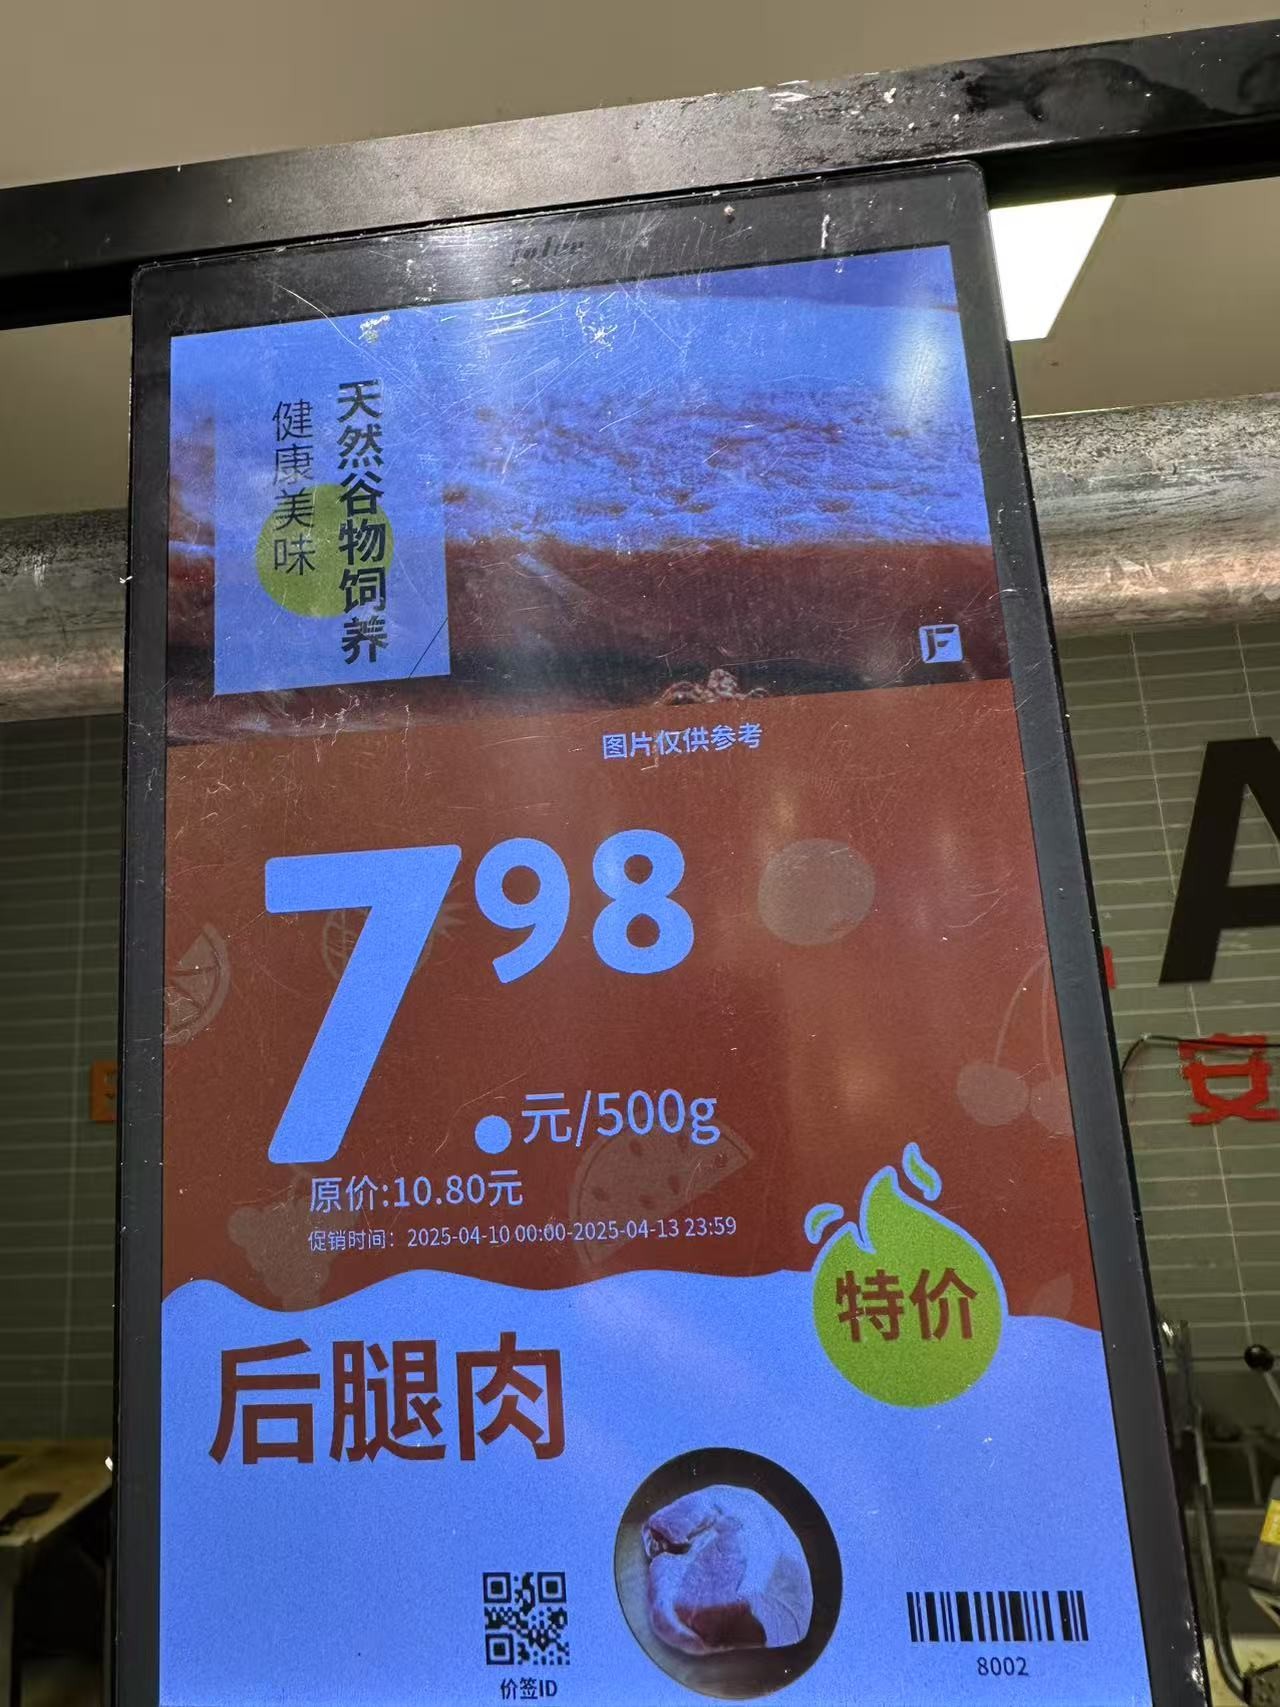 天然谷物饲养
健康美味
F
图片仅供参考
7.98
元/500g
原价:10.80元
促销时间：2025-04-10 00:00-2025-04-13 23:59
特价
后腿肉
价签ID
8002
A
安